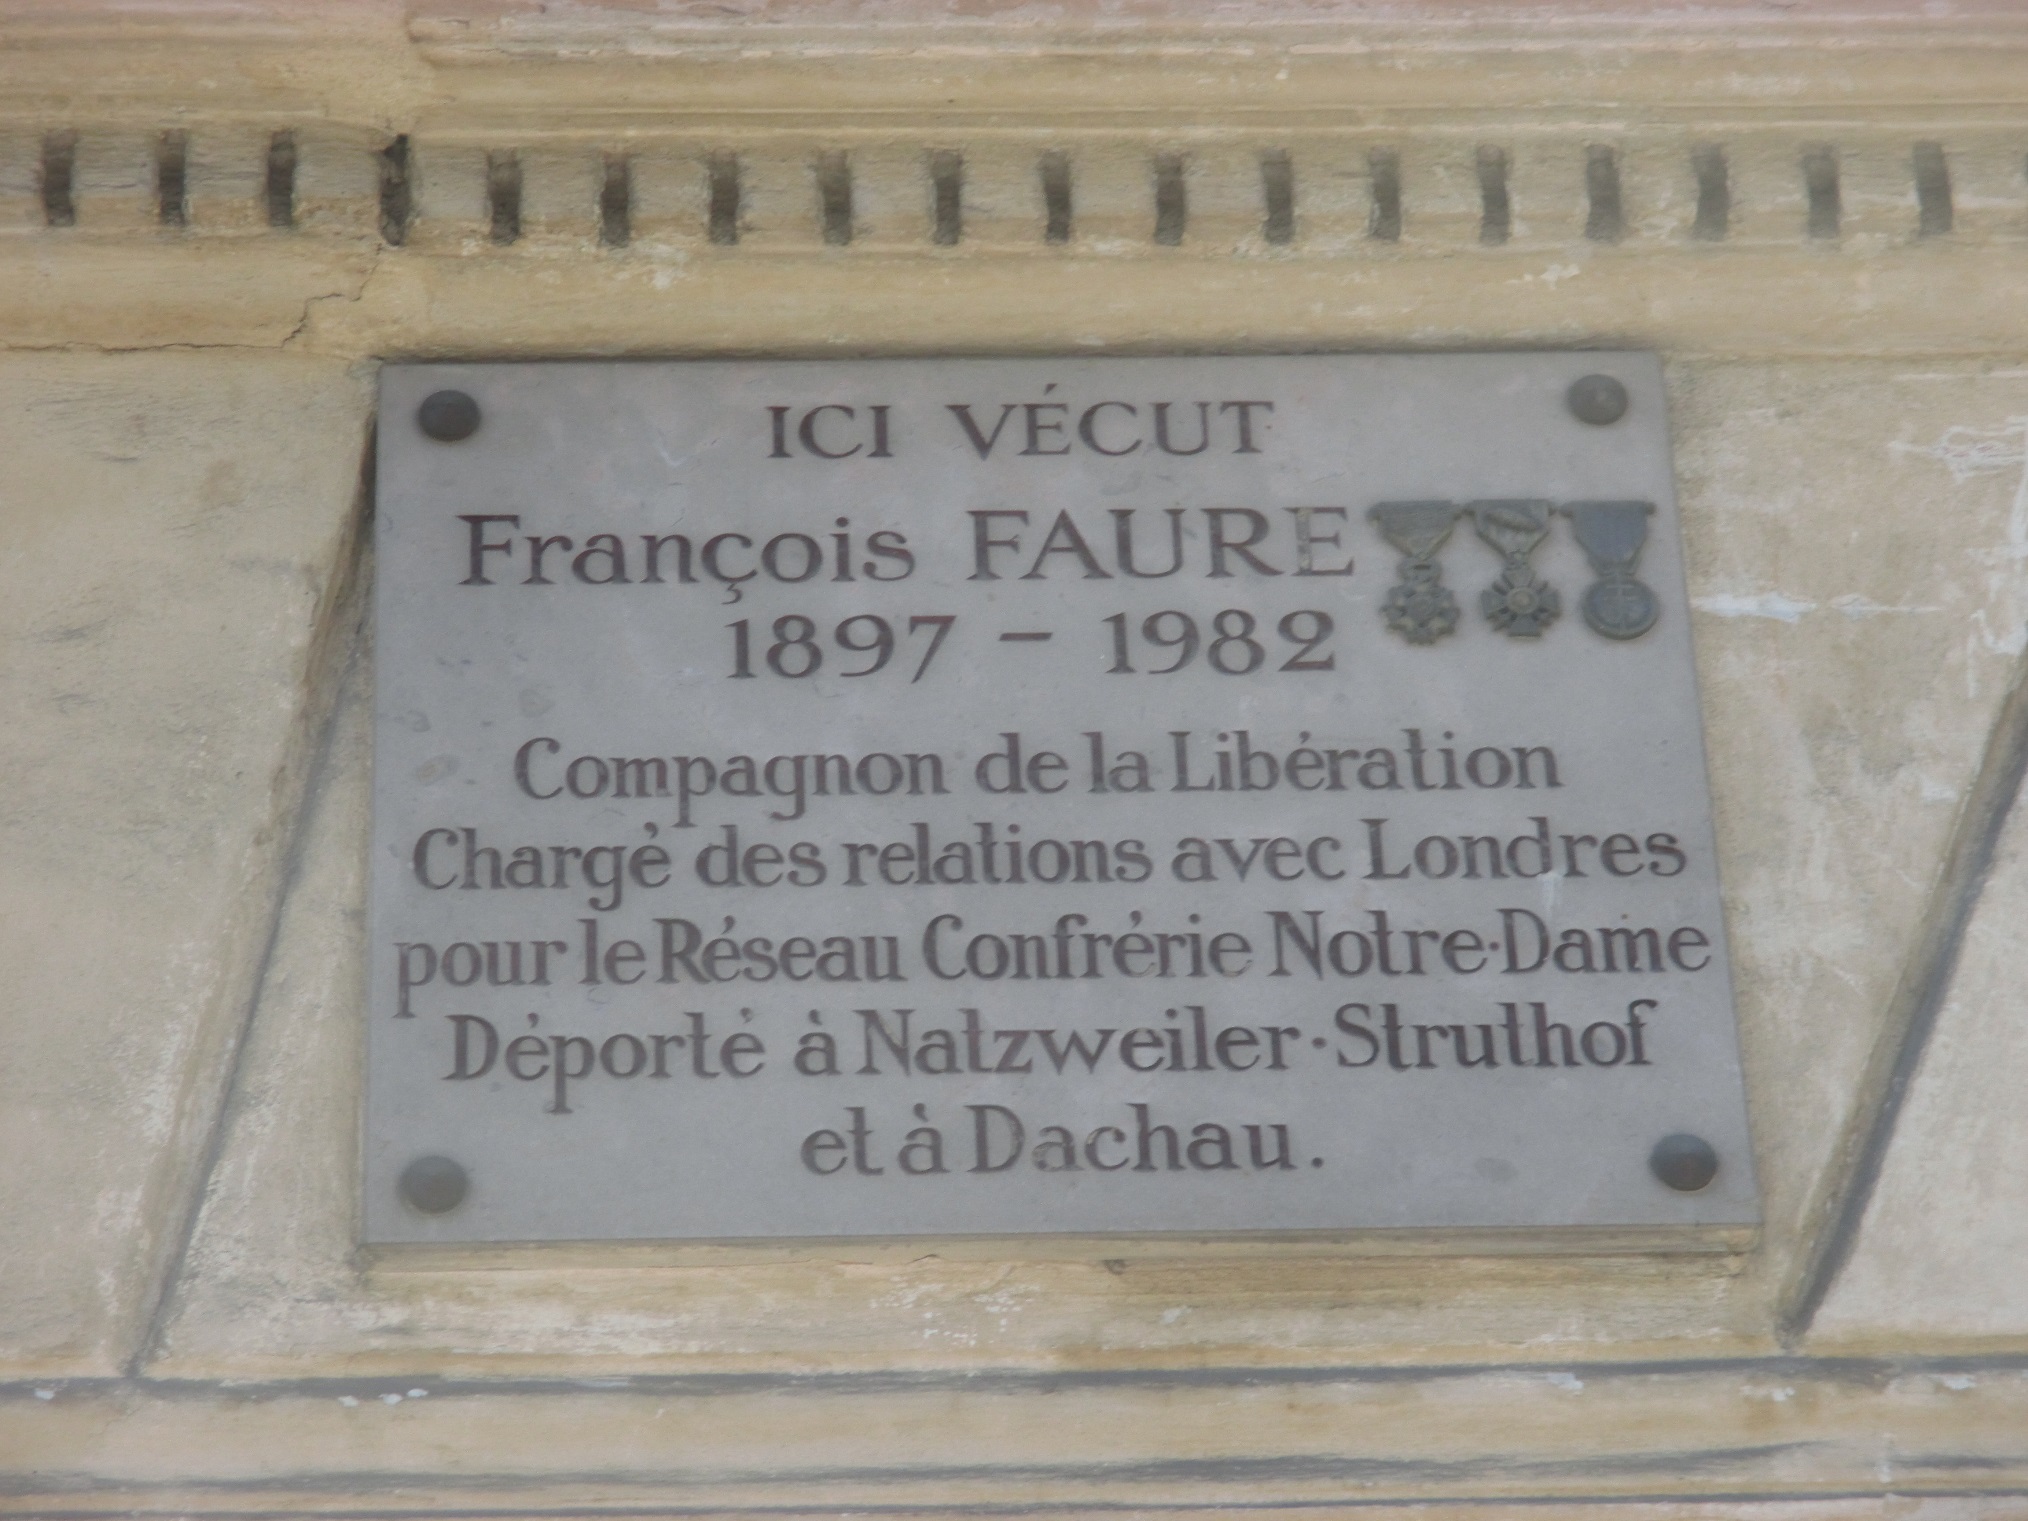 ICI VÉCUT
François FAURE
1897 - 1982
Compagnon de la Libération
Chargé des relations avec Londres
pour le Réseau Confrérie Notre-Dame
Déporté à Natzweiler-Struthof
et à Dachau.